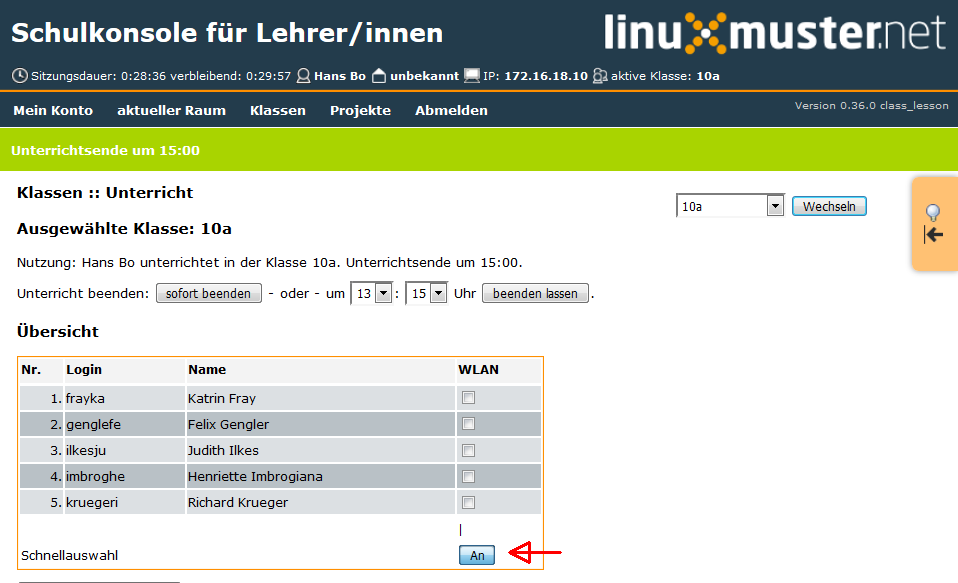 Schulkonsole für Lehrer/innen
linuxmuster.net
Sitzungsdauer: 0:28:36 verbleibend: 0:29:57 Hans Bo unbekannt IP: 172.16.18.10 aktive Klasse: 10a
Mein Konto aktueller Raum Klassen Projekte Abmelden
Version 0.36.0 class_lesson
Unterrichtsende um 15:00
Klassen :: Unterricht
10a Wechseln
Ausgewählte Klasse: 10a
Nutzung: Hans Bo unterrichtet in der Klasse 10a. Unterrichtsende um 15:00.
Unterricht beenden: sofort beenden - oder - um 13 : 15 Uhr beenden lassen .
Übersicht
Nr. Login Name WLAN
1. frayka Katrin Fray
2. genglefe Felix Gengler
3. ilkesju Judith Ilkes
4. imbroghe Henriette Imbrogiana
5. kruegeri Richard Krueger
|
Schnellauswahl An